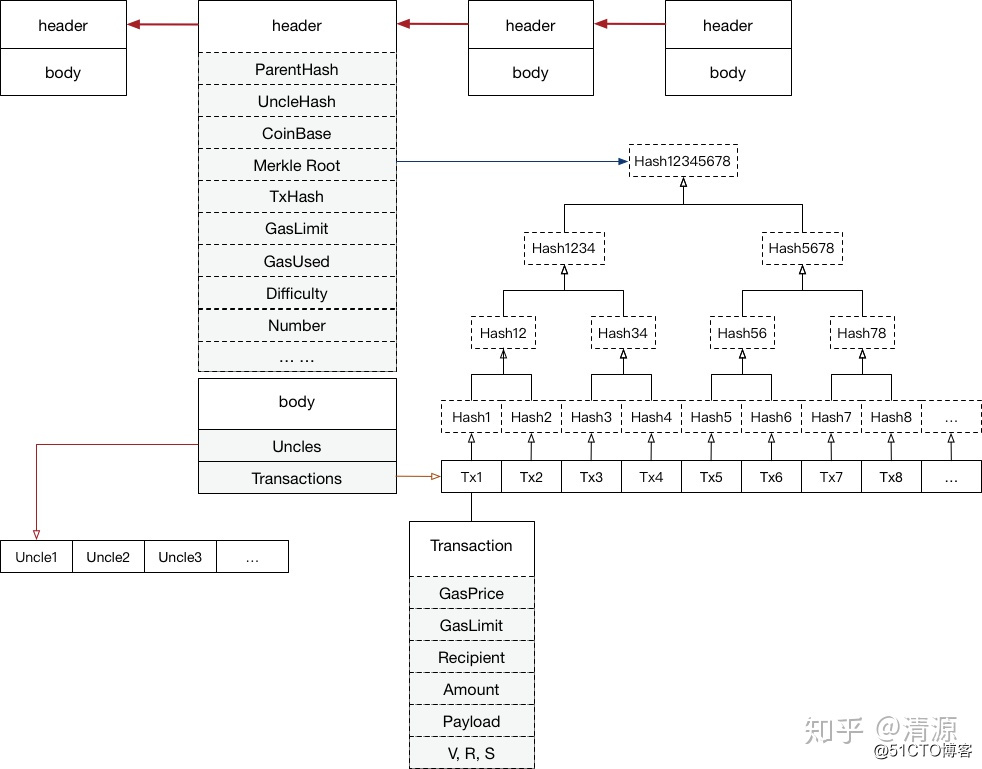 header
header
header
header
body
body
body
ParentHash
UncleHash
CoinBase
Merkle Root
TxHash
GasLimit
GasUsed
Difficulty
Number
... ...
body
Uncles
Transactions
Hash12345678
Hash1234
Hash5678
Hash12
Hash34
Hash56
Hash78
Hash1
Hash2
Hash3
Hash4
Hash5
Hash6
Hash7
Hash8
...
Tx1
Tx2
Tx3
Tx4
Tx5
Tx6
Tx7
Tx8
...
Uncle1
Uncle2
Uncle3
...
Transaction
GasPrice
GasLimit
Recipient
Amount
Payload
V, R, S
知乎 @清源
@51CTO博客